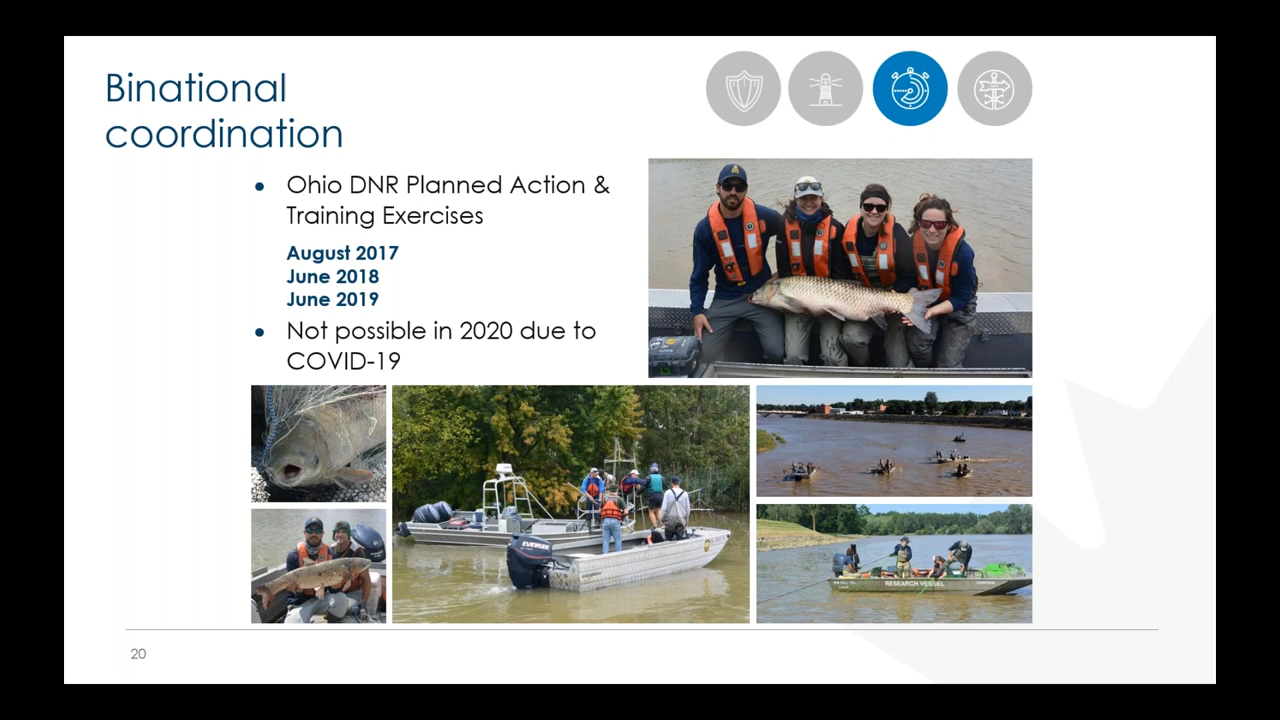 Binational
coordination
Ohio DNR Planned Action &
Training Exercises
August 2017
June 2018
June 2019
Not possible in 2020 due to
COVID-19
EVINRUDE
RESEARCH VESSEL
20